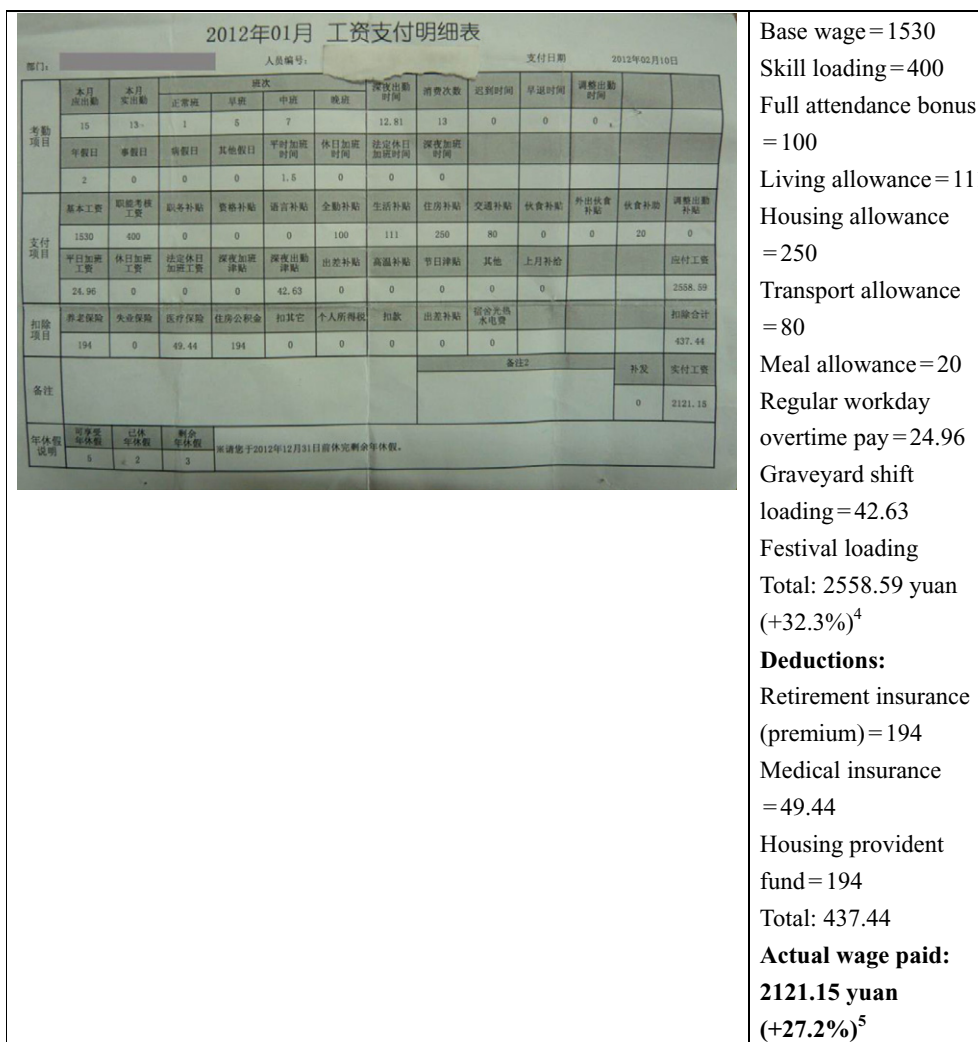 2012年01月 工资支付明细表
部门: 人员编号: 支付日期 2012年02月10日
考勤项目
本月应出勤 本月实出勤 班次 深夜出勤时间 消费次数 迟到时间 早退时间 调整出勤时间
正常班 早班 中班 晚班
15 13 1 5 7 12.81 13 0 0 0
年假日 事假日 病假日 其他假日 平时加班时间 休日加班时间 法定休日加班时间 深夜加班时间
2 0 0 0 1.5 0 0 0
支付项目
基本工资 职能考核工资 职务补贴 资格补贴 语言补贴 全勤补贴 生活补贴 住房补贴 交通补贴 伙食补贴 外出伙食补贴 伙食补助 调整出勤补贴
1530 400 0 0 0 100 111 250 80 0 0 20 0
平日加班工资 休日加班工资 法定休日加班工资 深夜加班津贴 深夜出勤津贴 出差补贴 高温补贴 节日津贴 其他 上月补给 应付工资
24.96 0 0 0 42.63 0 0 0 0 0 2558.59
扣除项目
养老保险 失业保险 医疗保险 住房公积金 扣其它 个人所得税 扣款 出差补贴 宿舍光热水电费 扣除合计
194 0 49.44 194 0 0 0 0 0 437.44
备注 备注2 补发 实付工资
0 2121.15
年休假说明
可享受年休假 已休年休假 剩余年休假 ※请您于2012年12月31日前休完剩余年休假。
5 2 3
Base wage=1530
Skill loading=400
Full attendance bonus
=100
Living allowance=11
Housing allowance
=250
Transport allowance
=80
Meal allowance=20
Regular workday
overtime pay=24.96
Graveyard shift
loading=42.63
Festival loading
Total: 2558.59 yuan
(+32.3%)4
Deductions:
Retirement insurance
(premium)=194
Medical insurance
=49.44
Housing provident
fund=194
Total: 437.44
Actual wage paid:
2121.15 yuan
(+27.2%)5